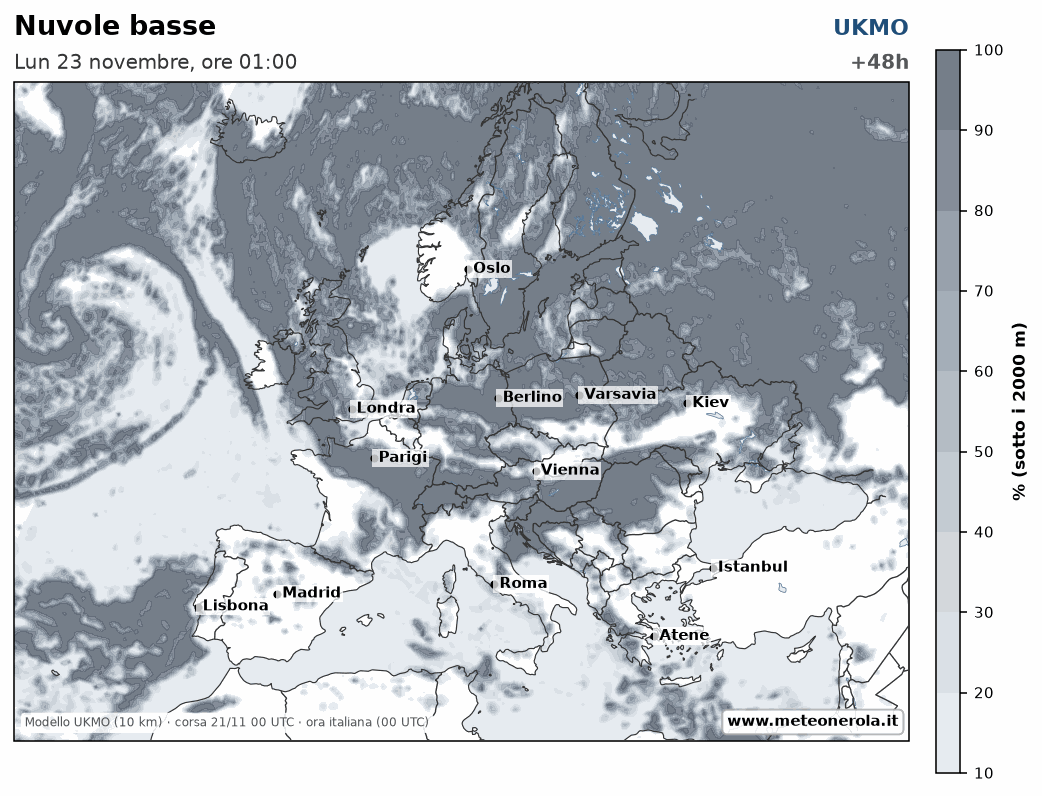 Nuvole basse
UKMO
Lun 23 novembre, ore 01:00
+48h
100
90
80
70
60
50
40
30
20
10
% (sotto i 2000 m)
Oslo
Berlino
Varsavia
Kiev
Londra
Parigi
Vienna
Istanbul
Roma
Madrid
Lisbona
Atene
Modello UKMO (10 km) · corsa 21/11 00 UTC · ora italiana (00 UTC)
www.meteonerola.it